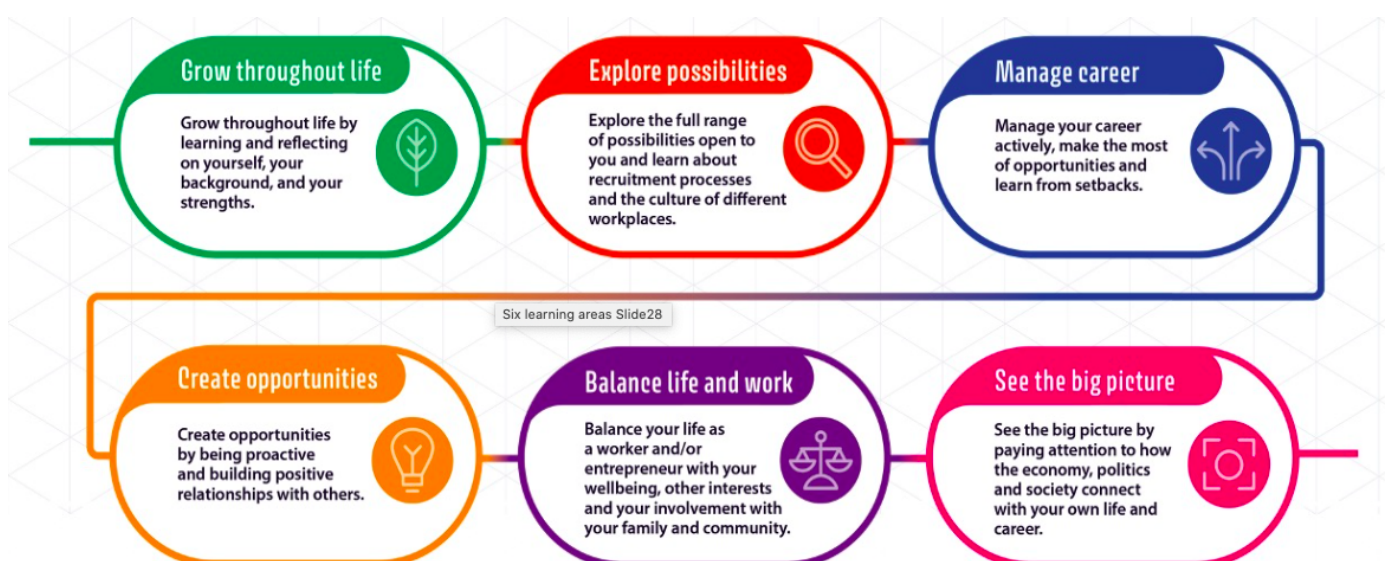 Grow throughout life
Grow throughout life by
learning and reflecting
on yourself, your
background, and your
strengths.
Explore possibilities
Explore the full range
of possibilities open to
you and learn about
recruitment processes
and the culture of different
workplaces.
Manage career
Manage your career
actively, make the most
of opportunities and
learn from setbacks.
Six learning areas Slide28
Create opportunities
Create opportunities
by being proactive
and building positive
relationships with others.
Balance life and work
Balance your life as
a worker and/or
entrepreneur with your
wellbeing, other interests
and your involvement with
your family and community.
See the big picture
See the big picture by
paying attention to how
the economy, politics
and society connect
with your own life and
career.